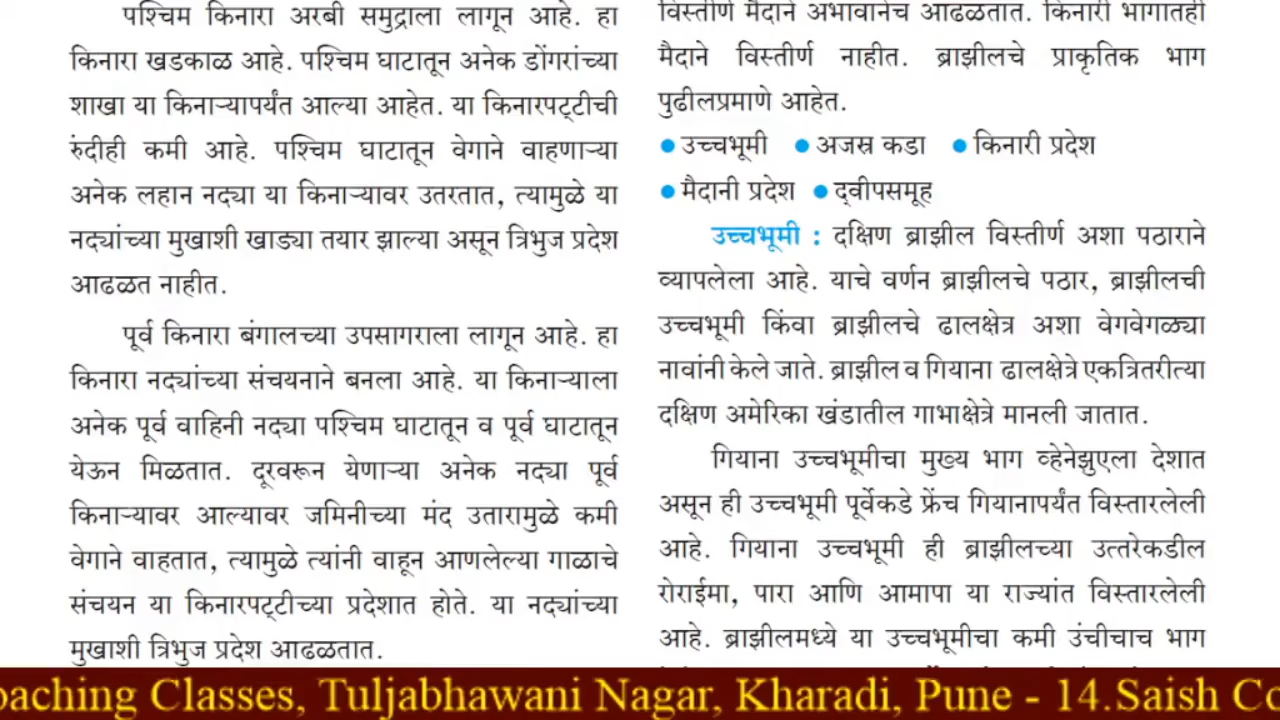 पश्चिम किनारा अरबी समुद्राला लागून आहे. हा
किनारा खडकाळ आहे. पश्चिम घाटातून अनेक डोंगरांच्या
शाखा या किनाऱ्यापर्यंत आल्या आहेत. या किनारपट्टीची
रुंदीही कमी आहे. पश्चिम घाटातून वेगाने वाहणाऱ्या
अनेक लहान नद्या या किनाऱ्यावर उतरतात, त्यामुळे या
नद्यांच्या मुखाशी खाड्या तयार झाल्या असून त्रिभुज प्रदेश
आढळत नाहीत.
पूर्व किनारा बंगालच्या उपसागराला लागून आहे. हा
किनारा नद्यांच्या संचयनाने बनला आहे. या किनाऱ्याला
अनेक पूर्व वाहिनी नद्या पश्चिम घाटातून व पूर्व घाटातून
येऊन मिळतात. दूरवरून येणाऱ्या अनेक नद्या पूर्व
किनाऱ्यावर आल्यावर जमिनीच्या मंद उतारामुळे कमी
वेगाने वाहतात, त्यामुळे त्यांनी वाहून आणलेल्या गाळाचे
संचयन या किनारपट्टीच्या प्रदेशात होते. या नद्यांच्या
मुखाशी त्रिभुज प्रदेश आढळतात.
विस्तीर्ण मैदाने अभावानेच आढळतात. किनारी भागातही
मैदाने विस्तीर्ण नाहीत. ब्राझीलचे प्राकृतिक भाग
पुढीलप्रमाणे आहेत.
● उच्चभूमी ● अजस्र कडा ● किनारी प्रदेश
● मैदानी प्रदेश ● द्वीपसमूह
उच्चभूमी : दक्षिण ब्राझील विस्तीर्ण अशा पठाराने
व्यापलेला आहे. याचे वर्णन ब्राझीलचे पठार, ब्राझीलची
उच्चभूमी किंवा ब्राझीलचे ढालक्षेत्र अशा वेगवेगळ्या
नावांनी केले जाते. ब्राझील व गियाना ढालक्षेत्रे एकत्रितरीत्या
दक्षिण अमेरिका खंडातील गाभाक्षेत्रे मानली जातात.
गियाना उच्चभूमीचा मुख्य भाग व्हेनेझुएला देशात
असून ही उच्चभूमी पूर्वेकडे फ्रेंच गियानापर्यंत विस्तारलेली
आहे. गियाना उच्चभूमी ही ब्राझीलच्या उत्तरेकडील
रोराईमा, पारा आणि आमापा या राज्यांत विस्तारलेली
आहे. ब्राझीलमध्ये या उच्चभूमीचा कमी उंचीचाच भाग
oaching Classes, Tuljabhawani Nagar, Kharadi, Pune - 14.Saish Co